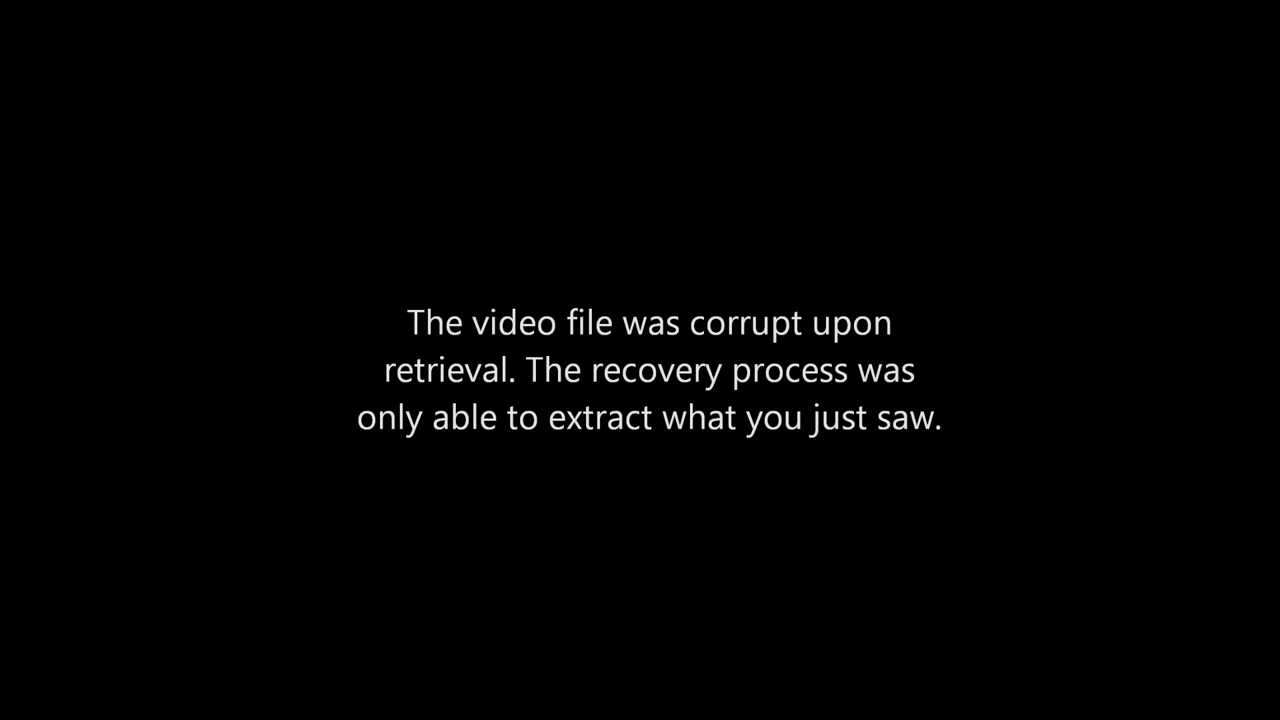 The video file was corrupt upon
retrieval. The recovery process was
only able to extract what you just saw.